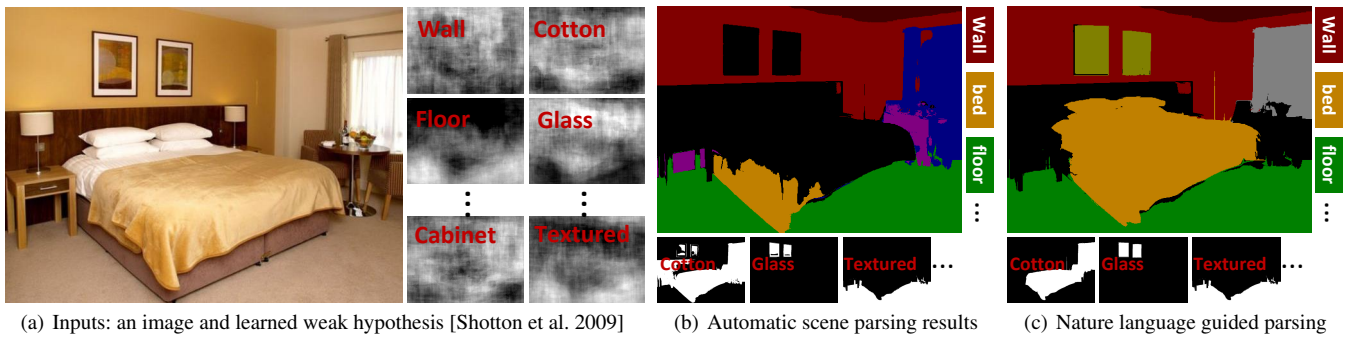 Wall
Cotton
Floor
Glass
Cabinet
Textured
Wall
bed
floor
Cotton
Glass
Textured
Wall
bed
floor
Cotton
Glass
Textured
(a) Inputs: an image and learned weak hypothesis [Shotton et al. 2009]
(b) Automatic scene parsing results
(c) Nature language guided parsing